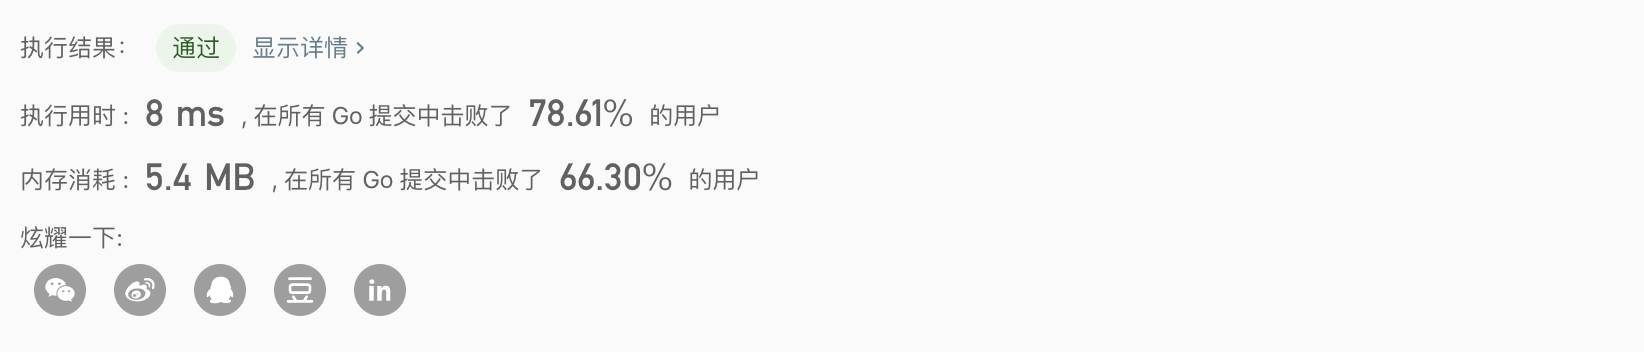 执行结果： 通过 显示详情 >
执行用时： 8 ms , 在所有 Go 提交中击败了 78.61% 的用户
内存消耗： 5.4 MB , 在所有 Go 提交中击败了 66.30% 的用户
炫耀一下:
豆 in